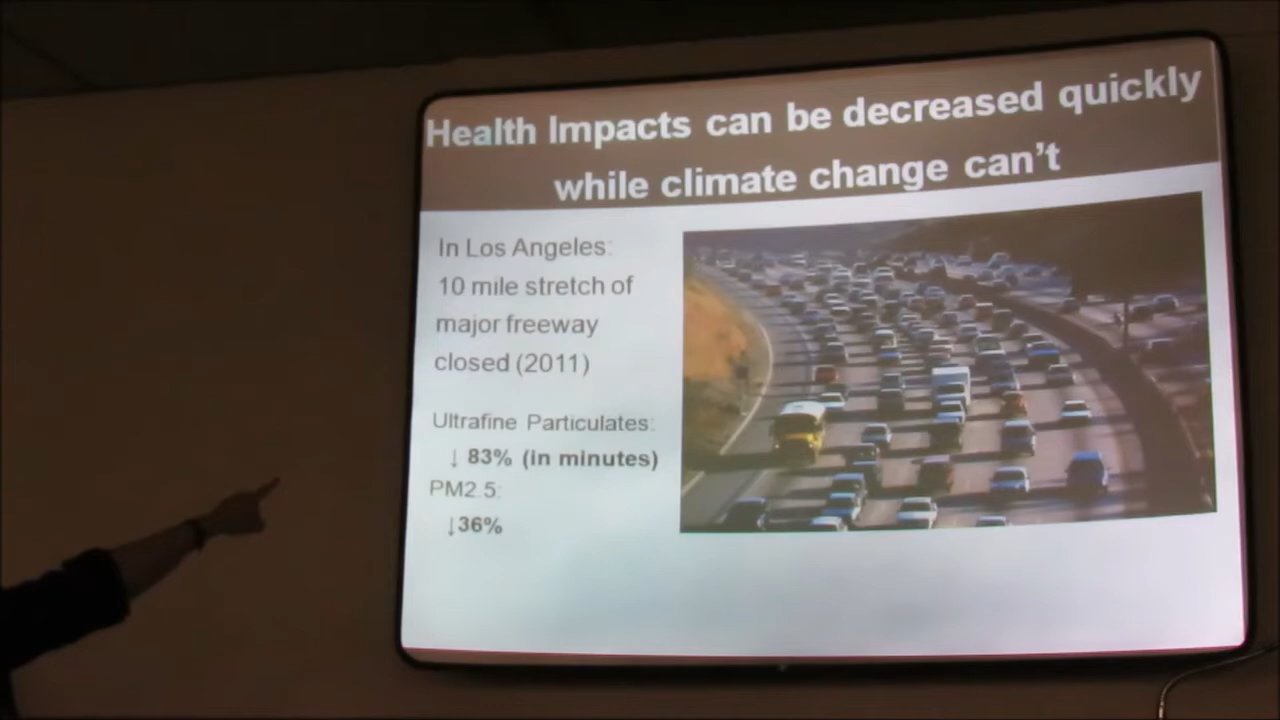 Health Impacts can be decreased quickly
while climate change can't
In Los Angeles:
10 mile stretch of
major freeway
closed (2011)
Ultrafine Particulates:
↓ 83% (in minutes)
PM2.5:
↓36%